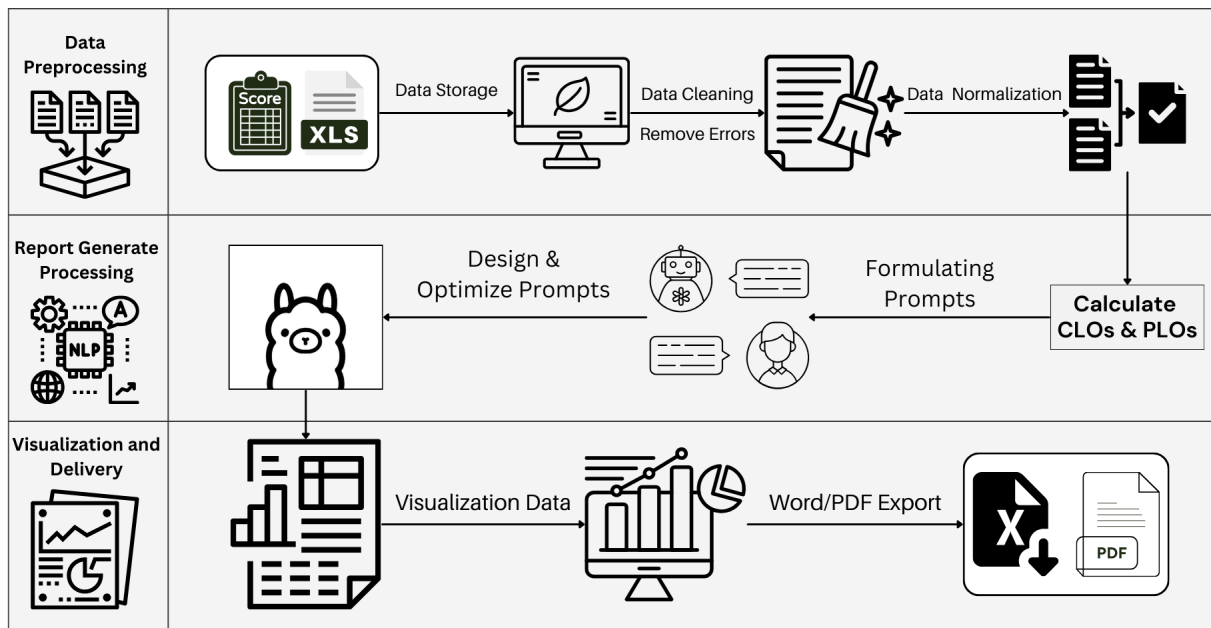 Data
Preprocessing
Score
XLS
Data Storage
Data Cleaning
Remove Errors
Data Normalization
Report Generate
Processing
A
NLP
Design &
Optimize Prompts
Formulating
Prompts
Calculate
CLOs & PLOs
Visualization and
Delivery
Visualization Data
Word/PDF Export
X
PDF